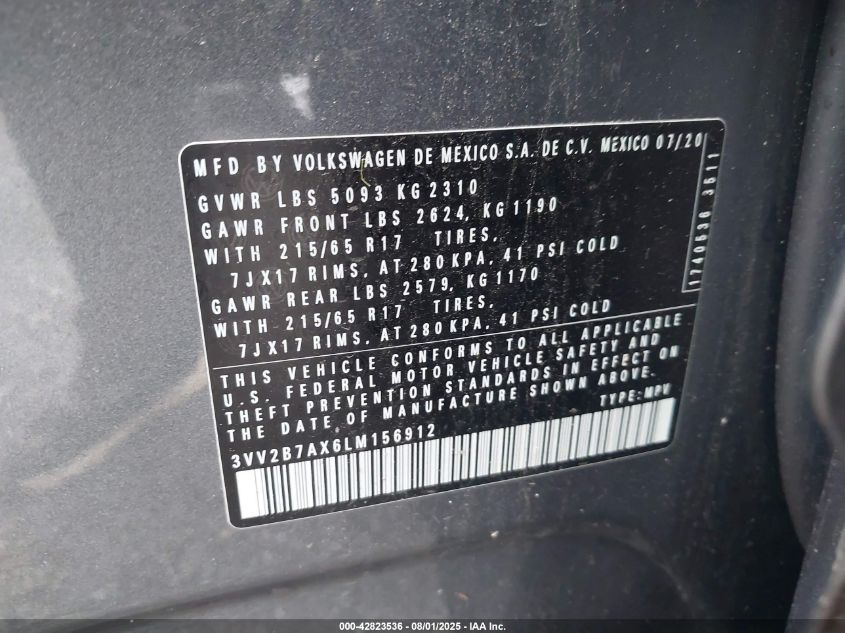 MFD BY VOLKSWAGEN DE MEXICO S.A. DE C.V. MEXICO 07/20
GVWR LBS 5093 KG 2310
GAWR FRONT LBS 2624, KG 1190
WITH 215/65 R17 TIRES,
7JX17 RIMS, AT 280 KPA, 41 PSI COLD
GAWR REAR LBS 2579, KG 1170
WITH 215/65 R17 TIRES,
7JX17 RIMS, AT 280 KPA, 41 PSI COLD
1740536 3511
THIS VEHICLE CONFORMS TO ALL APPLICABLE
U.S. FEDERAL MOTOR VEHICLE SAFETY AND
THEFT PREVENTION STANDARDS IN EFFECT ON
THE DATE OF MANUFACTURE SHOWN ABOVE.
TYPE: MPV
3VV2B7AX6LM156912
000-42823536 - 08/01/2025 - IAA Inc.